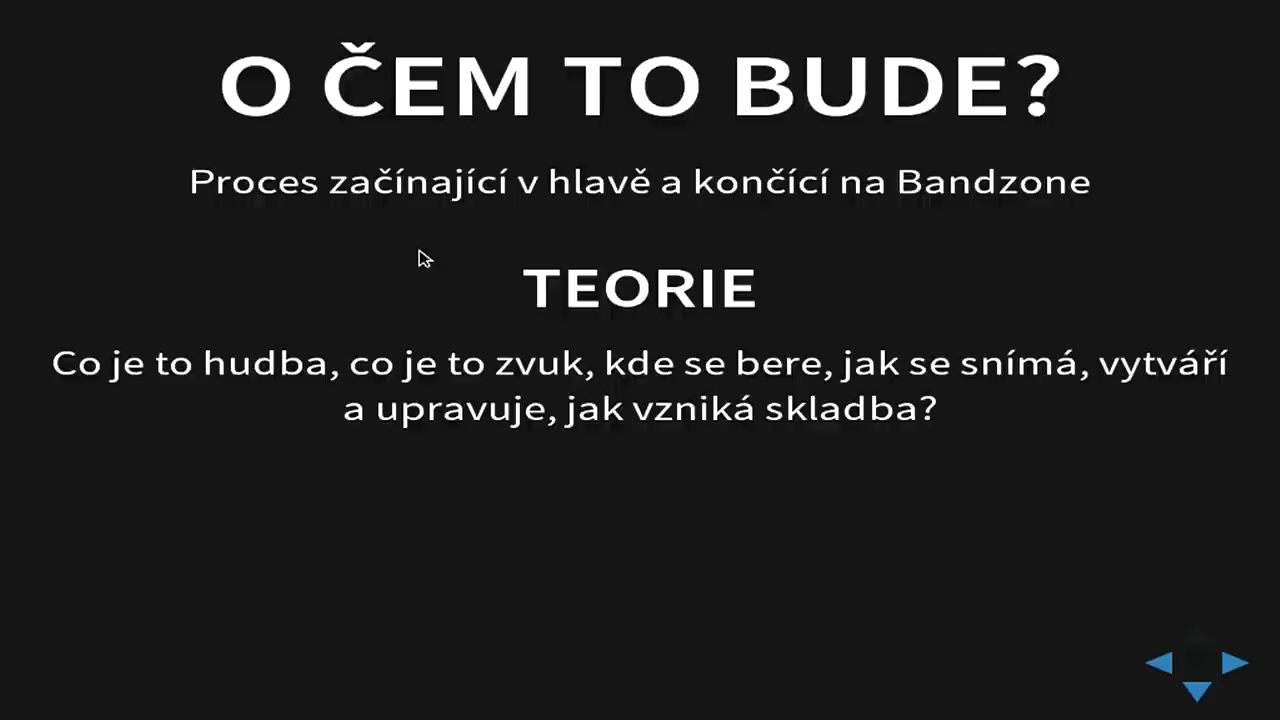 O ČEM TO BUDE?
Proces začínající v hlavě a končící na Bandzone
TEORIE
Co je to hudba, co je to zvuk, kde se bere, jak se snímá, vytváří
a upravuje, jak vzniká skladba?